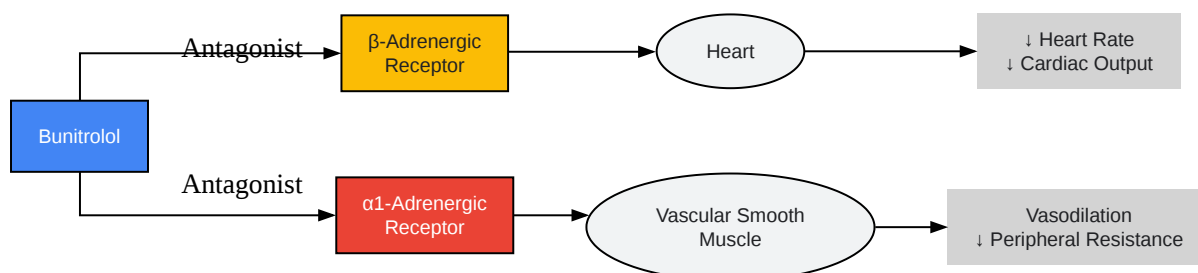 Antagonist
β-Adrenergic
Receptor
Heart
↓ Heart Rate
↓ Cardiac Output
Bunitrolol
Antagonist
α1-Adrenergic
Receptor
Vascular Smooth
Muscle
Vasodilation
↓ Peripheral Resistance